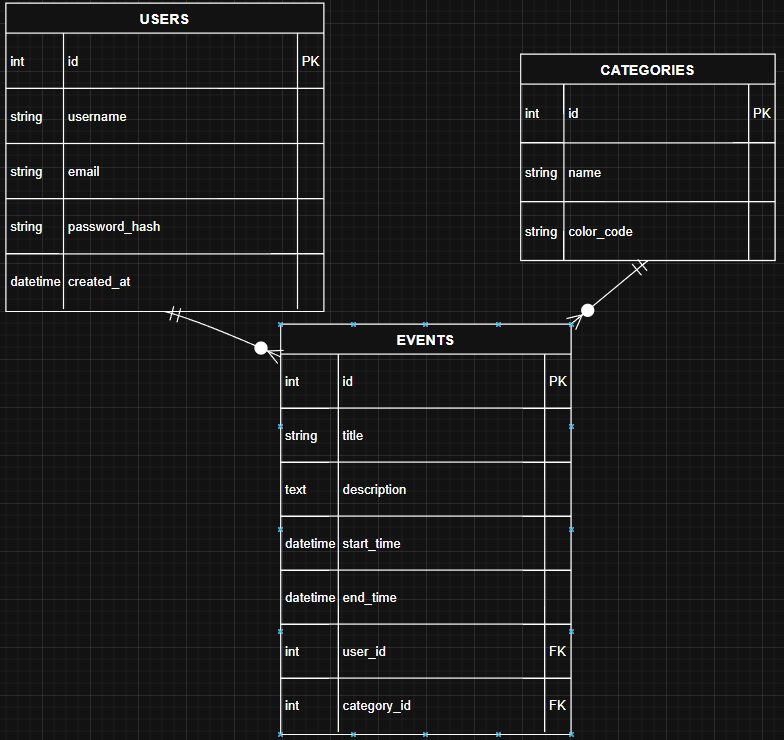 USERS
int id PK
string username
string email
string password_hash
datetime created_at
CATEGORIES
int id PK
string name
string color_code
EVENTS
int id PK
string title
text description
datetime start_time
datetime end_time
int user_id FK
int category_id FK